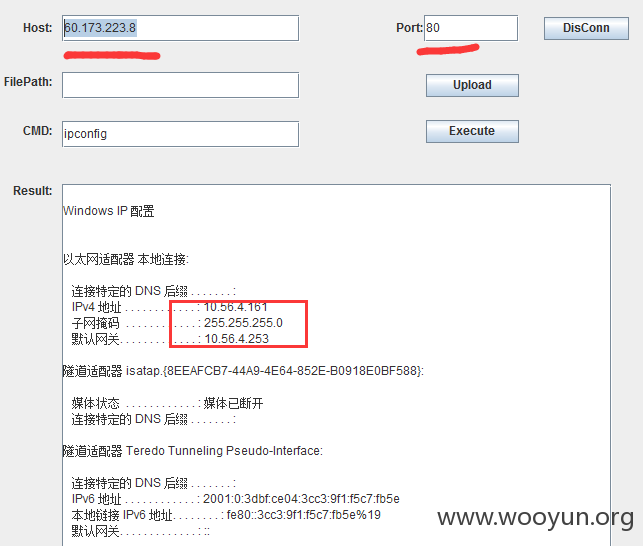 Host: 60.173.223.8 Port: 80 DisConn
FilePath: Upload
CMD: ipconfig Execute
Result:
Windows IP 配置
以太网适配器 本地连接:
连接特定的 DNS 后缀 . . . . . . . :
IPv4 地址 . . . . . . . . . . . . : 10.56.4.161
子网掩码 . . . . . . . . . . . . : 255.255.255.0
默认网关. . . . . . . . . . . . . : 10.56.4.253
隧道适配器 isatap.{8EEAFCB7-44A9-4E64-852E-B0918E0BF588}:
媒体状态 . . . . . . . . . . . . : 媒体已断开
连接特定的 DNS 后缀 . . . . . . . :
隧道适配器 Teredo Tunneling Pseudo-Interface:
连接特定的 DNS 后缀 . . . . . . . :
IPv6 地址 . . . . . . . . . . . . : 2001:0:3dbf:ce04:3cc3:9f1:f5c7:fb5e
本地链接 IPv6 地址. . . . . . . . : fe80::3cc3:9f1:f5c7:fb5e%19
默认网关. . . . . . . . . . . . . : ::
www.wooyun.org